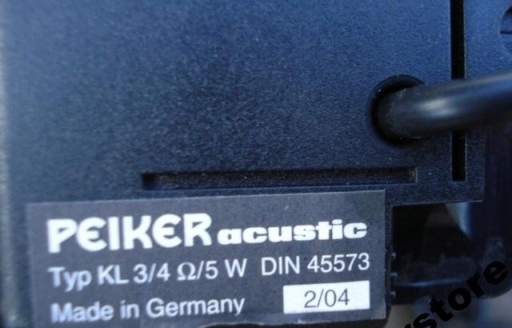 PEIKER acustic
Typ KL 3/4 Ω/5 W DIN 45573
Made in Germany 2/04